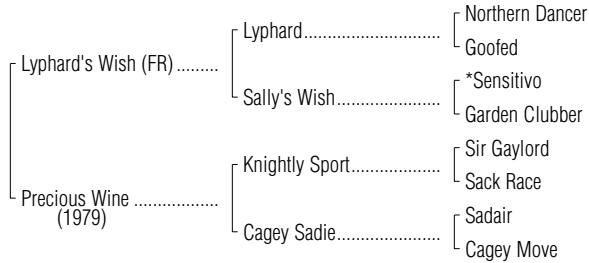 Northern Dancer
Lyphard....................................
Goofed
Lyphard's Wish (FR) .........
*Sensitivo
Sally's Wish...........................
Garden Clubber
Sir Gaylord
Knightly Sport.......................
Sack Race
Precious Wine ..................
(1979)
Sadair
Cagey Sadie...........................
Cagey Move